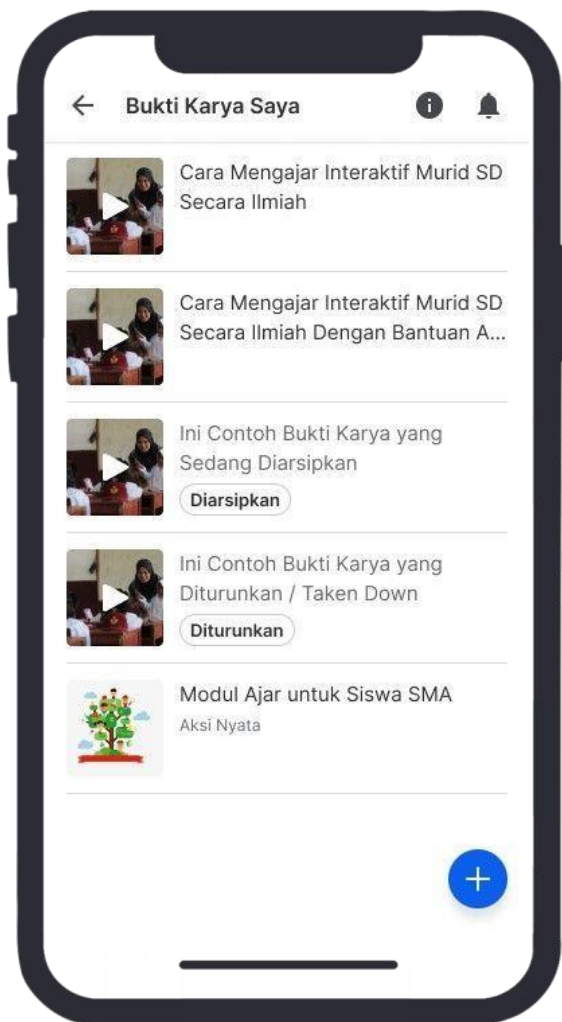 Bukti Karya Saya
Cara Mengajar Interaktif Murid SD
Secara Ilmiah
Cara Mengajar Interaktif Murid SD
Secara Ilmiah Dengan Bantuan A...
Ini Contoh Bukti Karya yang
Sedang Diarsipkan
Diarsipkan
Ini Contoh Bukti Karya yang
Diturunkan / Taken Down
Diturunkan
Modul Ajar untuk Siswa SMA
Aksi Nyata